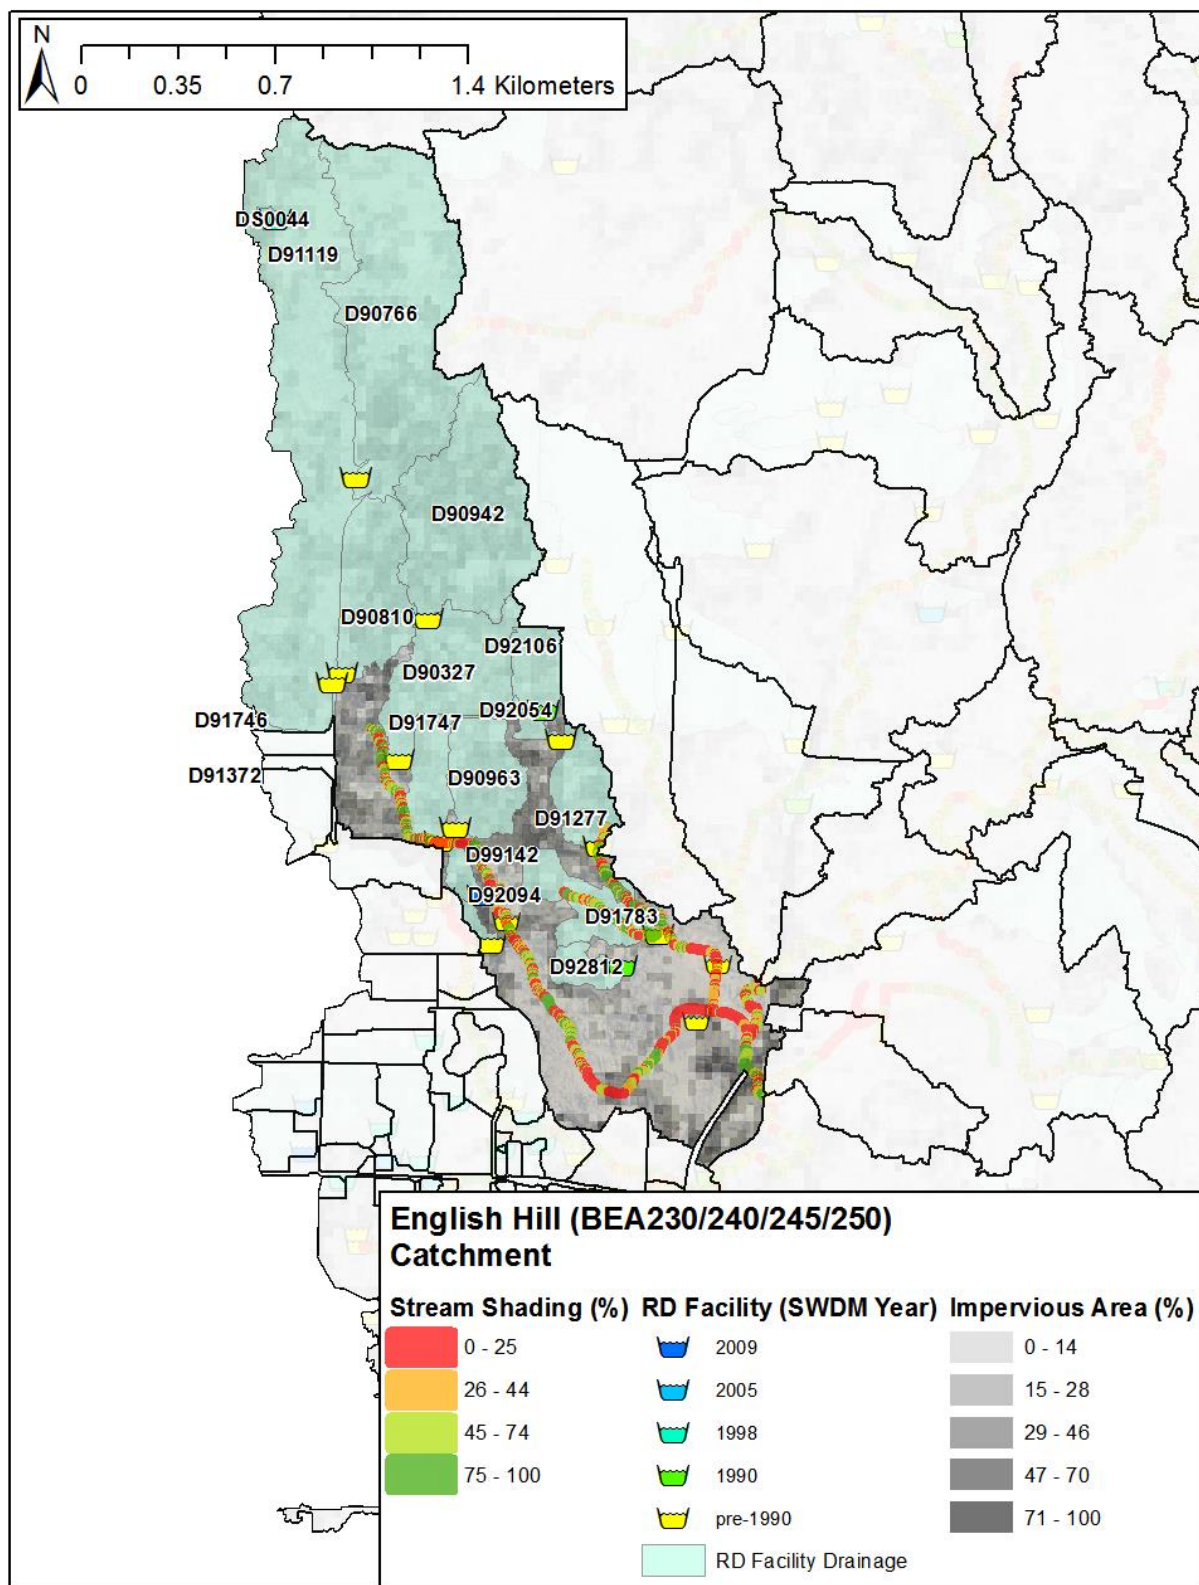 N
0 0.35 0.7 1.4 Kilometers
DS0044
D91119
D90766
D90942
D90810
D92106
D90327
D92054
D91746
D91747
D91372
D90963
D91277
D99142
D92094
D91783
D92812
English Hill (BEA230/240/245/250)
Catchment
Stream Shading (%) RD Facility (SWDM Year) Impervious Area (%)
0 - 25 2009 0 - 14
26 - 44 2005 15 - 28
45 - 74 1998 29 - 46
75 - 100 1990 47 - 70
pre-1990 71 - 100
RD Facility Drainage